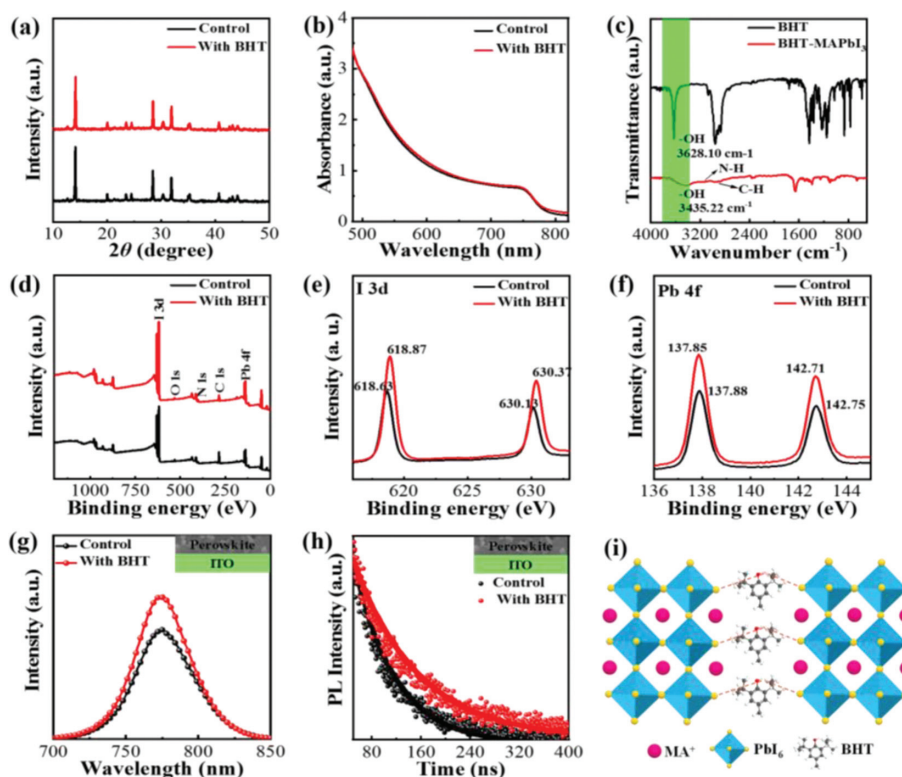 (a)
Control
With BHT
Intensity (a.u.)
10 20 30 40 50
2θ (degree)
(b)
Control
With BHT
Absorbance (a.u.)
4
3
2
1
0
500 600 700 800
Wavelength (nm)
(c)
BHT
BHT-MAPbI3
Transmittance (a.u.)
-OH
3628.10 cm-1
N-H
C-H
-OH
3435.22 cm-1
4000 3200 2400 1600 800
Wavenumber (cm-1)
(d)
Control
With BHT
Intensity (a. u.)
I 3d
O 1s
N 1s
C 1s
Pb 4f
1000 750 500 250 0
Binding energy (eV)
(e)
I 3d
Control
With BHT
Intensity (a. u.)
618.87
618.63
630.37
630.13
620 625 630
Binding energy (eV)
(f)
Pb 4f
Control
With BHT
Intensity (a. u.)
137.85
137.88
142.71
142.75
136 138 140 142 144
Binding energy (eV)
(g)
Control
With BHT
Perovskite
ITO
Intensity (a.u.)
700 750 800 850
Wavelength (nm)
(h)
Perovskite
ITO
Control
With BHT
PL Intensity (a.u.)
80 160 240 320 400
Time (ns)
(i)
MA+
PbI6
BHT